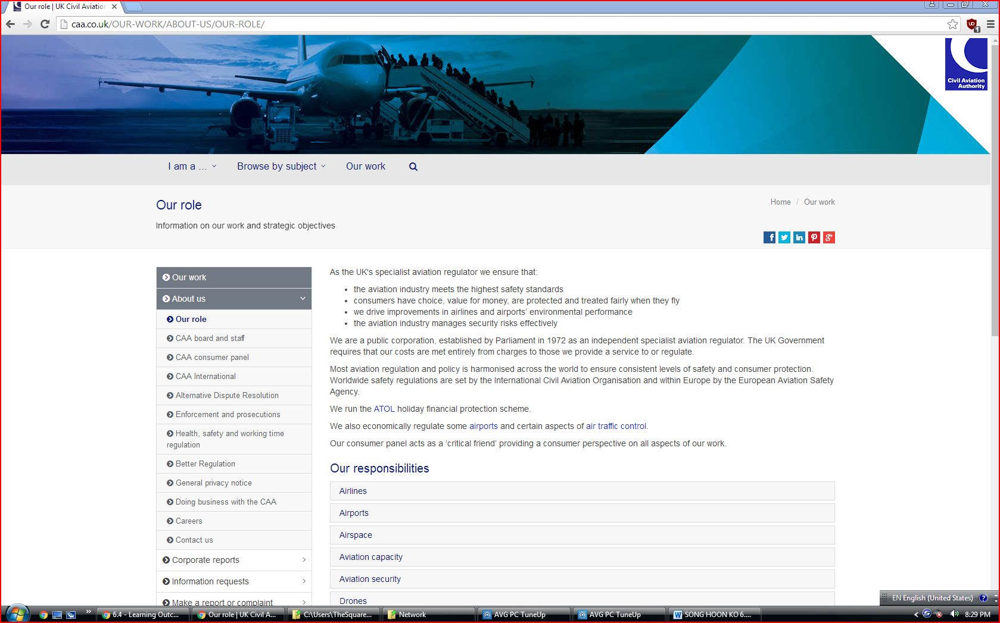 Our role | UK Civil Aviation
caa.co.uk/OUR-WORK/ABOUT-US/OUR-ROLE/
Civil Aviation
Authority
I am a ... Browse by subject Our work
Our role
Home / Our work
Information on our work and strategic objectives
Our work
About us
Our role
CAA board and staff
CAA consumer panel
CAA International
Alternative Dispute Resolution
Enforcement and prosecutions
Health, safety and working time
regulation
Better Regulation
General privacy notice
Doing business with the CAA
Careers
Contact us
Corporate reports
Information requests
Make a report or complaint
As the UK's specialist aviation regulator we ensure that:
• the aviation industry meets the highest safety standards
• consumers have choice, value for money, are protected and treated fairly when they fly
• we drive improvements in airlines and airports' environmental performance
• the aviation industry manages security risks effectively
We are a public corporation, established by Parliament in 1972 as an independent specialist aviation regulator. The UK Government
requires that our costs are met entirely from charges to those we provide a service to or regulate.
Most aviation regulation and policy is harmonised across the world to ensure consistent levels of safety and consumer protection.
Worldwide safety regulations are set by the International Civil Aviation Organisation and within Europe by the European Aviation Safety
Agency.
We run the ATOL holiday financial protection scheme.
We also economically regulate some airports and certain aspects of air traffic control.
Our consumer panel acts as a ‘critical friend’ providing a consumer perspective on all aspects of our work.
Our responsibilities
Airlines
Airports
Airspace
Aviation capacity
Aviation security
Drones
EN English (United States)
6.4 - Learning Outc... Our role | UK Civil A... C:\Users\TheSquare... Network AVG PC TuneUp AVG PC TuneUp SONG HOON KO 6.... 8:29 PM